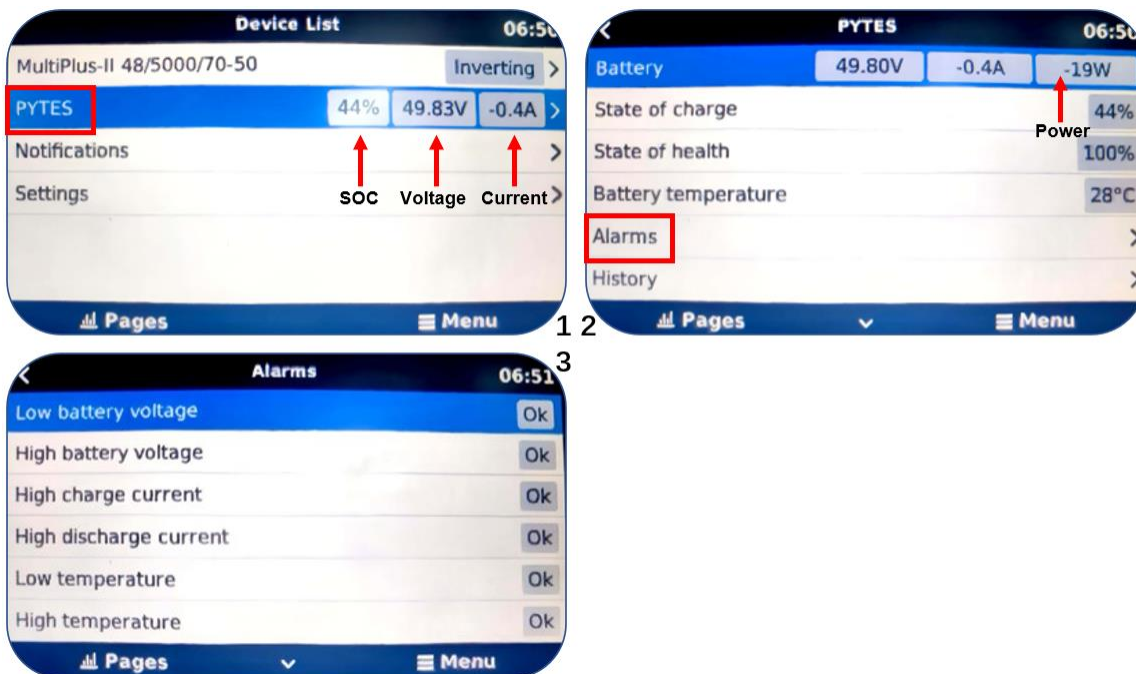 Device List 06:50
MultiPlus-II 48/5000/70-50 Inverting
PYTES 44% 49.83V -0.4A
Notifications
Settings
SOC Voltage Current
Pages Menu
1 2
PYTES 06:50
Battery 49.80V -0.4A -19W
State of charge 44%
Power
State of health 100%
Battery temperature 28°C
Alarms
History
Pages Menu
3
Alarms 06:51
Low battery voltage Ok
High battery voltage Ok
High charge current Ok
High discharge current Ok
Low temperature Ok
High temperature Ok
Pages Menu